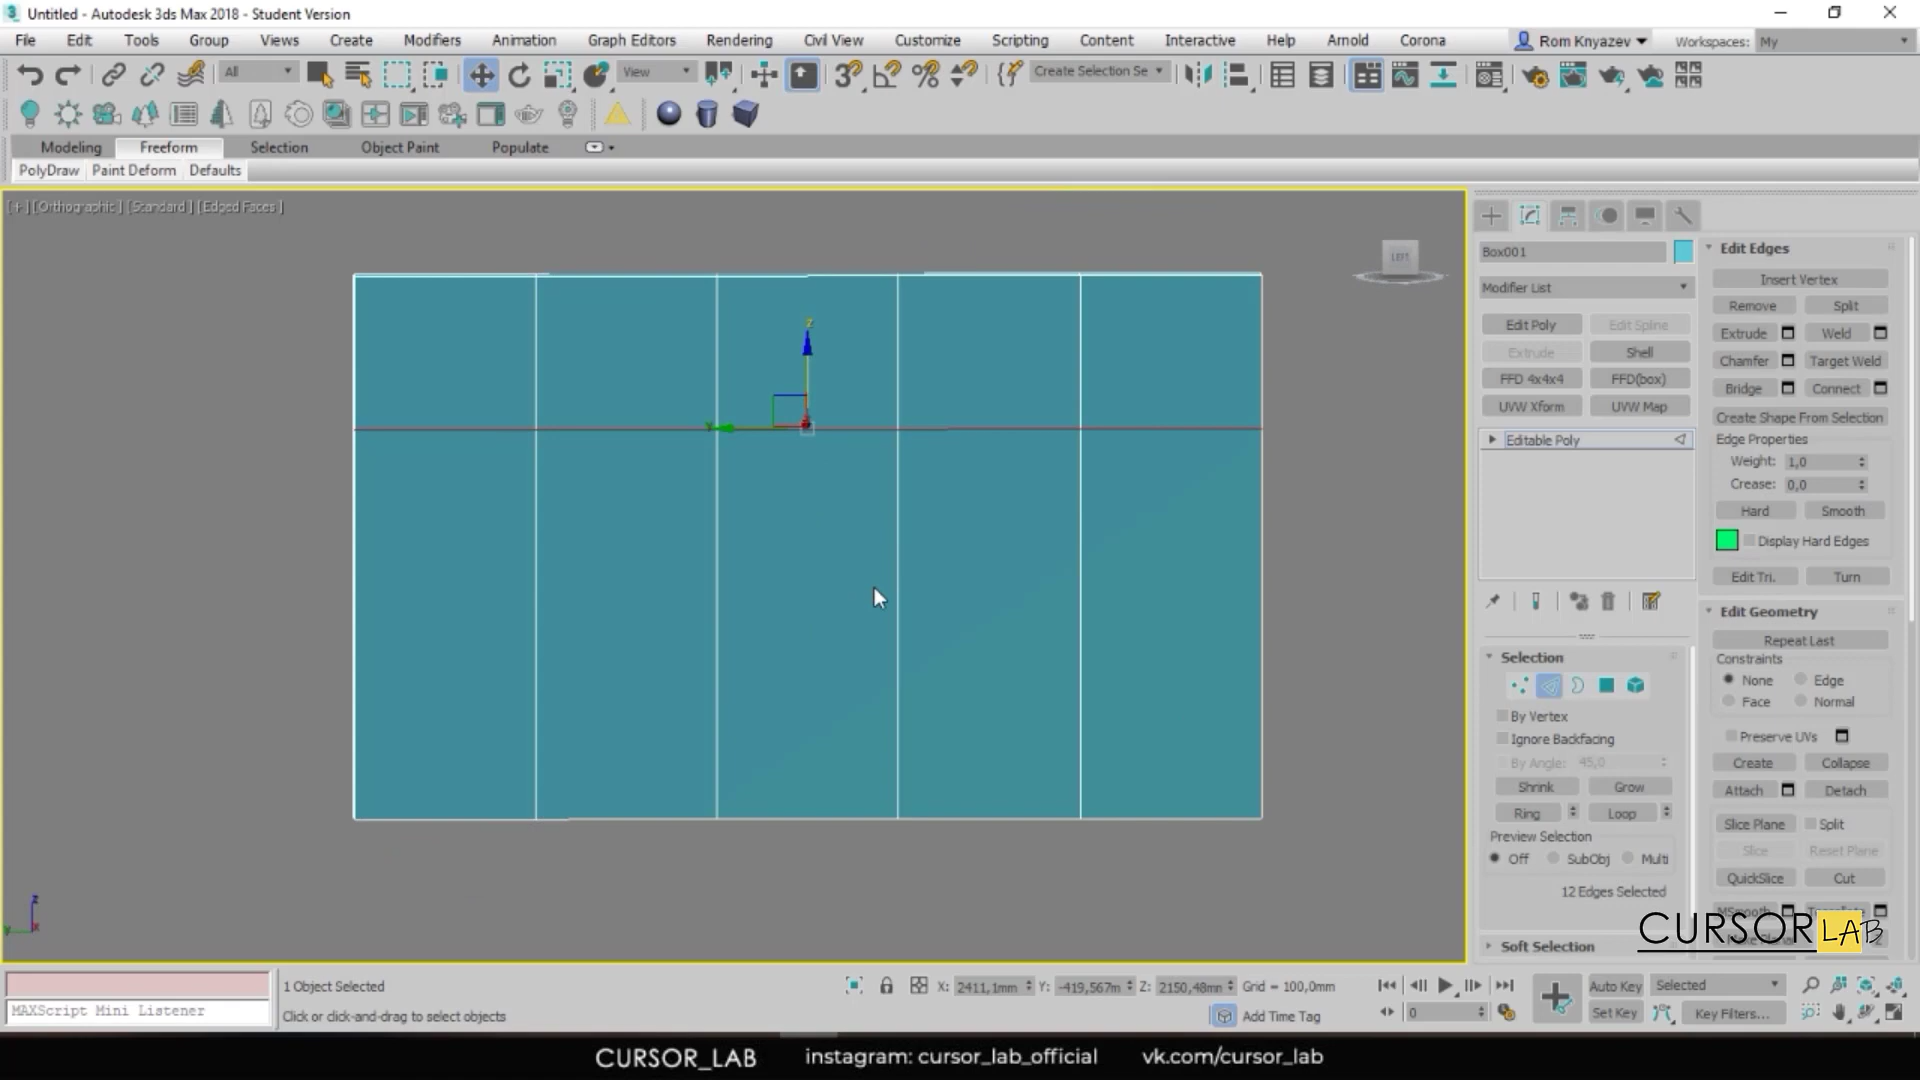 Untitled - Autodesk 3ds Max 2018 - Student Version
File Edit Tools Group Views Create Modifiers Animation Graph Editors Rendering Civil View Customize Scripting Content Interactive Help Arnold Corona Rom Knyazev Workspaces: My
All View Create Selection Se
Modeling Freeform Selection Object Paint Populate
PolyDraw Paint Deform Defaults
[+] [Orthographic] [Standard] [Edged Faces]
LEFT
Z
Y
Box001
Modifier List
Edit Poly Edit Spline
Extrude Shell
FFD 4x4x4 FFD(box)
UVW Xform UVW Map
Editable Poly
Selection
By Vertex
Ignore Backfacing
By Angle: 45,0
Shrink Grow
Ring Loop
Preview Selection
Off SubObj Multi
12 Edges Selected
Soft Selection
Edit Edges
Insert Vertex
Remove Split
Extrude Weld
Chamfer Target Weld
Bridge Connect
Create Shape From Selection
Edge Properties
Weight: 1,0
Crease: 0,0
Hard Smooth
Display Hard Edges
Edit Tri. Turn
Edit Geometry
Repeat Last
Constraints
None Edge
Face Normal
Preserve UVs
Create Collapse
Attach Detach
Slice Plane Split
Slice Reset Plane
QuickSlice Cut
MSmooth
CURSOR LAB
z
y x
1 Object Selected
X: 2411,1mm Y: -419,567m Z: 2150,48mn Grid = 100,0mm
Auto Key Selected
MAXScript Mini Listener
Click or click-and-drag to select objects
Add Time Tag
0
Set Key Key Filters...
CURSOR_LAB instagram: cursor_lab_official vk.com/cursor_lab